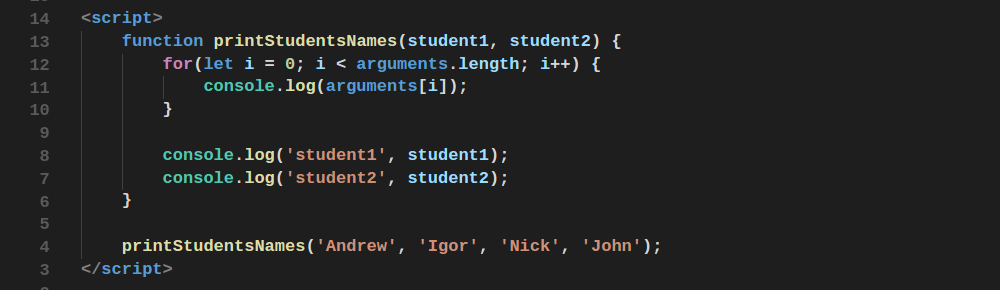 14 <script>
13     function printStudentsNames(student1, student2) {
12         for(let i = 0; i < arguments.length; i++) {
11             console.log(arguments[i]);
10         }
9
8         console.log('student1', student1);
7         console.log('student2', student2);
6     }
5
4     printStudentsNames('Andrew', 'Igor', 'Nick', 'John');
3 </script>